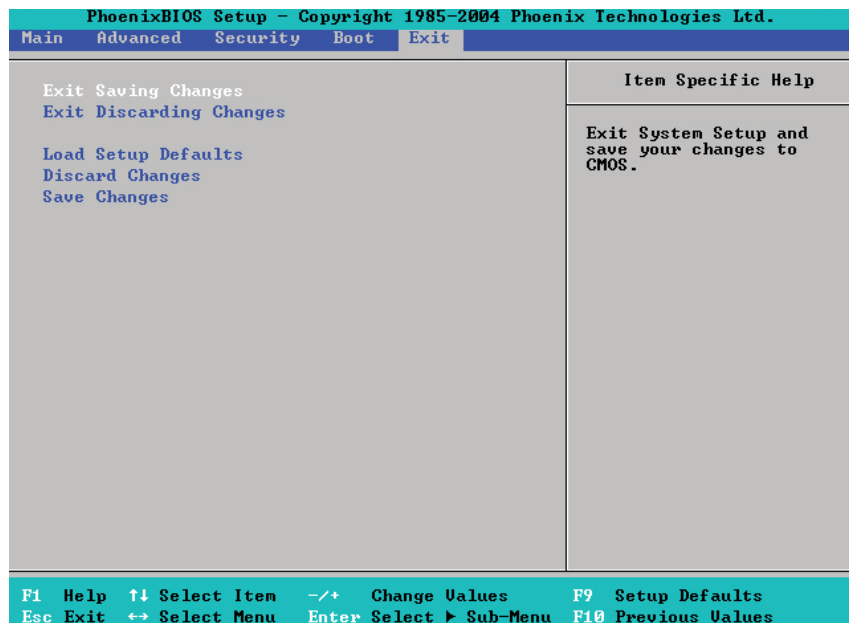 PhoenixBIOS Setup - Copyright 1985-2004 Phoenix Technologies Ltd.
Main Advanced Security Boot Exit
Exit Saving Changes
Exit Discarding Changes
Load Setup Defaults
Discard Changes
Save Changes
Item Specific Help
Exit System Setup and
save your changes to
CMOS.
F1 Help ↑↓ Select Item -/+ Change Values F9 Setup Defaults
Esc Exit ↔ Select Menu Enter Select ▶ Sub-Menu F10 Previous Values